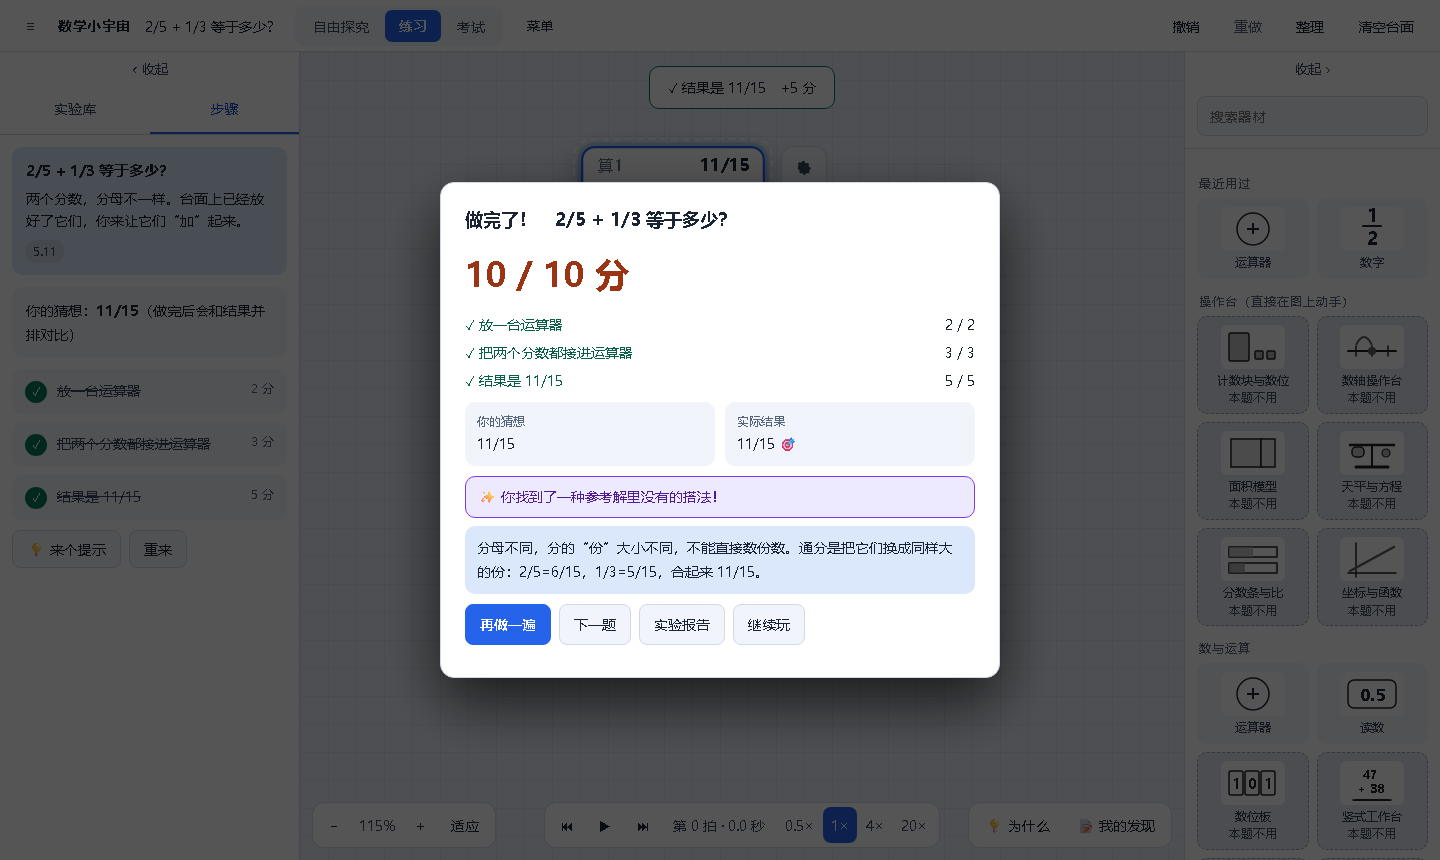 ≡ 数学小宇宙 2/5 + 1/3 等于多少? 自由探究 练习 考试 菜单 撤销 重做 整理 清空台面
‹ 收起
实验库 步骤
2/5 + 1/3 等于多少?
两个分数，分母不一样。台面上已经放
好了它们，你来让它们“加”起来。
5.11
你的猜想：11/15（做完后会和结果并
排对比）
✓ 放一台运算器 2 分
✓ 把两个分数都接进运算器 3 分
✓ 结果是 11/15 5 分
💡 来个提示 重来
✓ 结果是 11/15 +5 分
算1 11/15
做完了! 2/5 + 1/3 等于多少?
10 / 10 分
✓ 放一台运算器 2 / 2
✓ 把两个分数都接进运算器 3 / 3
✓ 结果是 11/15 5 / 5
你的猜想
11/15
实际结果
11/15 🎯
✨ 你找到了一种参考解里没有的搭法!
分母不同，分的“份”大小不同，不能直接数份数。通分是把它们换成同样大
的份：2/5=6/15，1/3=5/15，合起来 11/15。
再做一遍 下一题 实验报告 继续玩
− 115% + 适应
⏮ ▶ ⏭ 第 0 拍 · 0.0 秒 0.5× 1× 4× 20×
💡 为什么 📝 我的发现
收起 ›
搜索器材
最近用过
运算器
1
2
数字
操作台（直接在图上动手）
计数块与数位
本题不用
数轴操作台
本题不用
面积模型
本题不用
天平与方程
本题不用
分数条与比
本题不用
坐标与函数
本题不用
数与运算
运算器
0.5
读数
1 0 1
数位板
本题不用
47
+ 38
竖式工作台
本题不用